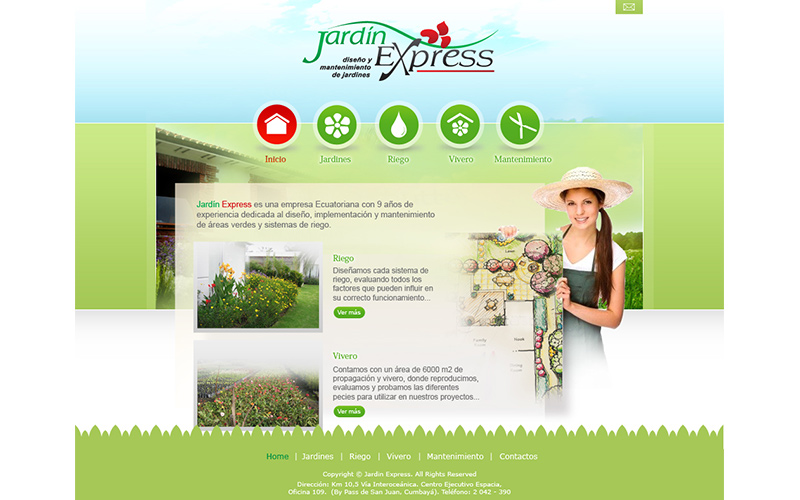 Jardín
Express
diseño y
mantenimiento
de jardines
Inicio
Jardines
Riego
Vivero
Mantenimiento
Jardín Express es una empresa Ecuatoriana con 9 años de
experiencia dedicada al diseño, implementación y mantenimiento
de áreas verdes y sistemas de riego.
Riego
Diseñamos cada sistema de
riego, evaluando todos los
factores que pueden influir en
su correcto funcionamiento...
Ver más
Vivero
Contamos con un área de 6000 m2 de
propagación y vivero, donde reproducimos,
evaluamos y probamos las diferentes
pecies para utilizar en nuestros proyectos...
Ver más
Home | Jardines | Riego | Vivero | Mantenimiento | Contactos
Copyright © Jardin Express. All Rights Reserved
Dirección: Km 10,5 Vía Interoceánica. Centro Ejecutivo Espacia,
Oficina 109. (By Pass de San Juan, Cumbayá). Teléfono: 2 042 - 390